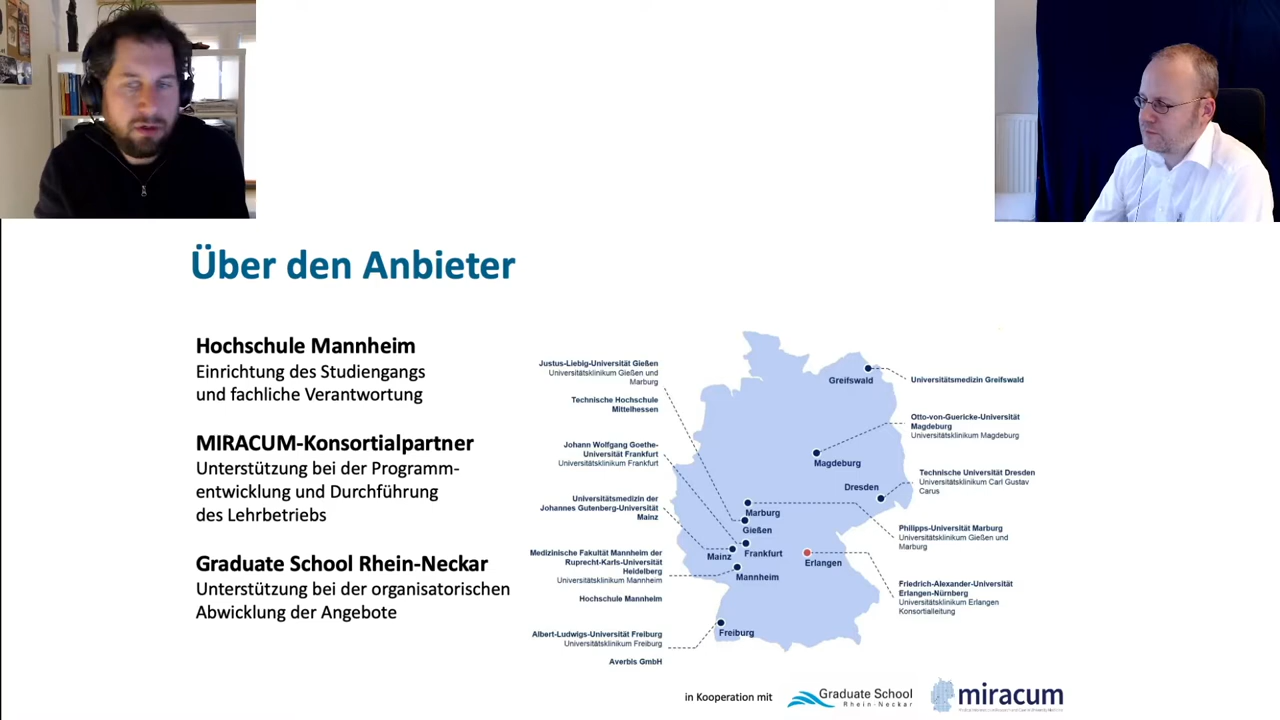 Über den Anbieter
Hochschule Mannheim
Einrichtung des Studiengangs
und fachliche Verantwortung
MIRACUM-Konsortialpartner
Unterstützung bei der Programm-
entwicklung und Durchführung
des Lehrbetriebs
Graduate School Rhein-Neckar
Unterstützung bei der organisatorischen
Abwicklung der Angebote
Justus-Liebig-Universität Gießen
Universitätsklinikum Gießen und
Marburg
Technische Hochschule
Mittelhessen
Johann Wolfgang Goethe-
Universität Frankfurt
Universitätsklinikum Frankfurt
Universitätsmedizin der
Johannes Gutenberg-Universität
Mainz
Medizinische Fakultät Mannheim der
Ruprecht-Karls-Universität
Heidelberg
Universitätsklinikum Mannheim
Hochschule Mannheim
Albert-Ludwigs-Universität Freiburg
Universitätsklinikum Freiburg
Averbis GmbH
Greifswald
Magdeburg
Dresden
Marburg
Gießen
Frankfurt
Mainz
Erlangen
Mannheim
Freiburg
Universitätsmedizin Greifswald
Otto-von-Guericke-Universität
Magdeburg
Universitätsklinikum Magdeburg
Technische Universität Dresden
Universitätsklinikum Carl Gustav
Carus
Philipps-Universität Marburg
Universitätsklinikum Gießen und
Marburg
Friedrich-Alexander-Universität
Erlangen-Nürnberg
Universitätsklinikum Erlangen
Konsortialleitung
in Kooperation mit
Graduate School
Rhein-Neckar
miracum